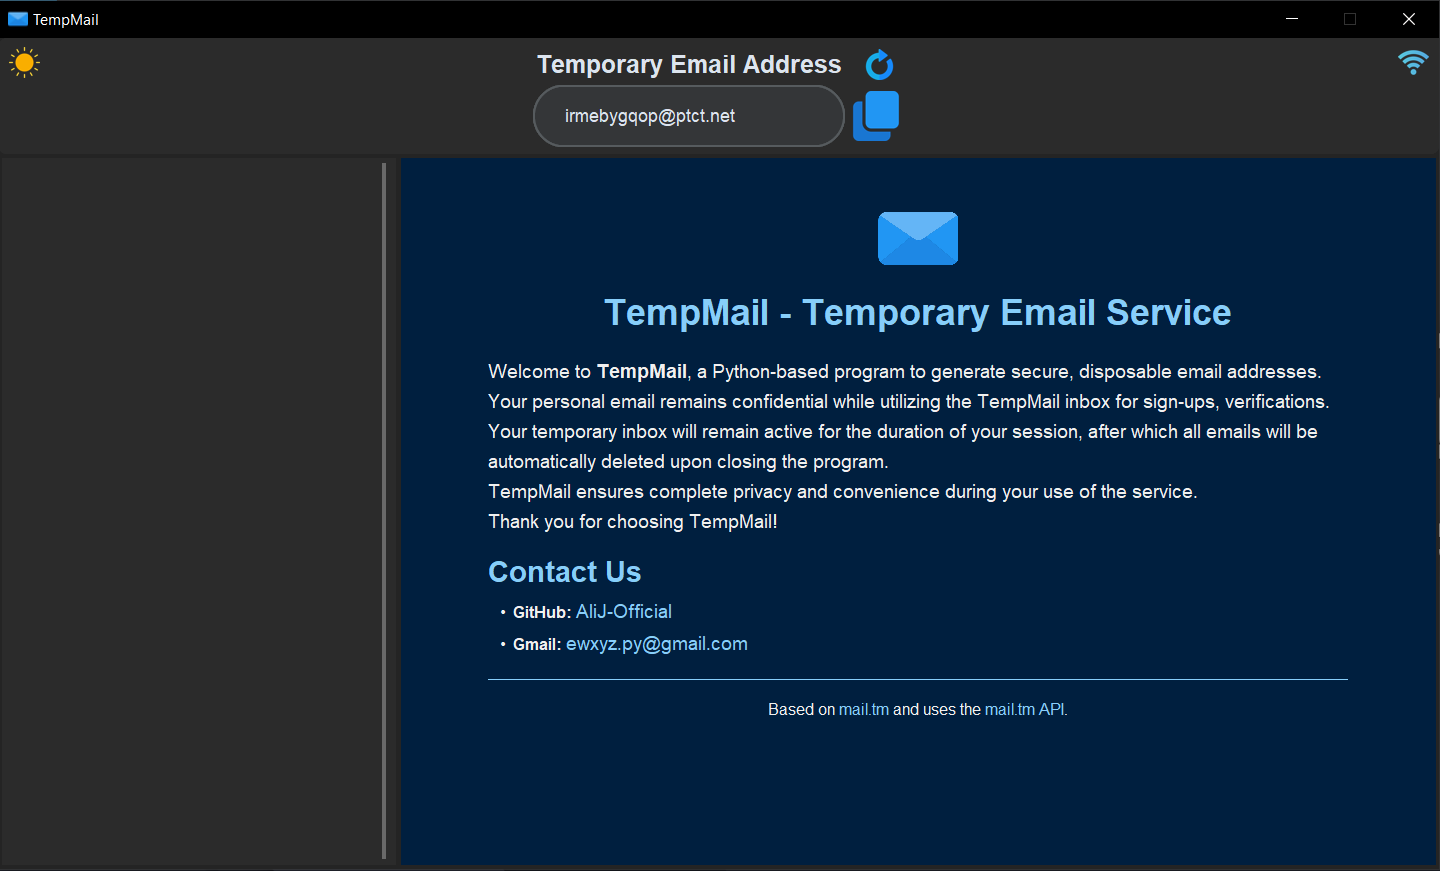 TempMail
Temporary Email Address
irmebygqop@ptct.net
TempMail - Temporary Email Service
Welcome to TempMail, a Python-based program to generate secure, disposable email addresses.
Your personal email remains confidential while utilizing the TempMail inbox for sign-ups, verifications.
Your temporary inbox will remain active for the duration of your session, after which all emails will be
automatically deleted upon closing the program.
TempMail ensures complete privacy and convenience during your use of the service.
Thank you for choosing TempMail!
Contact Us
• GitHub: AliJ-Official
• Gmail: ewxyz.py@gmail.com
Based on mail.tm and uses the mail.tm API.